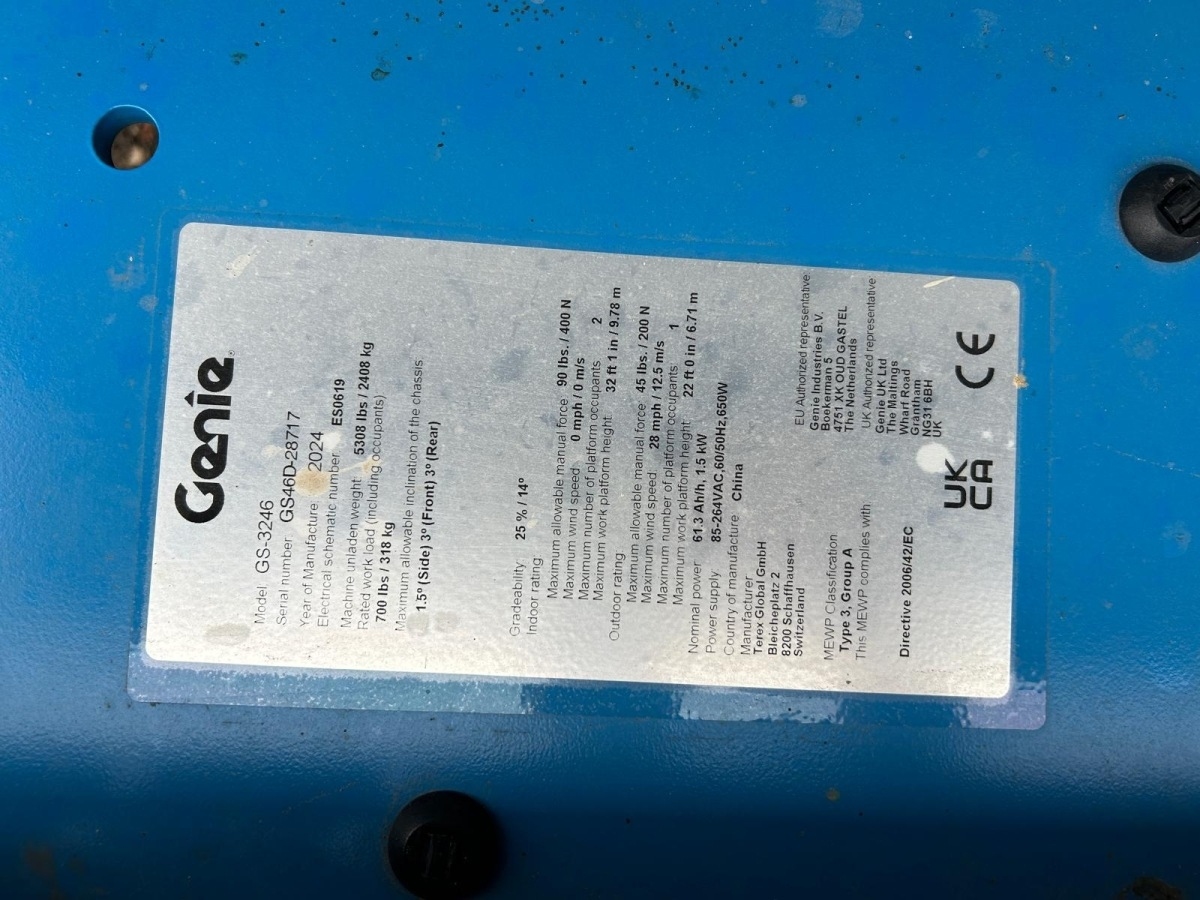 Genie
Model GS-3246
Serial number GS46D-28717
Year of Manufacture 2024
Electrical schematic number ES0619
Machine unladen weight 5308 lbs / 2408 kg
Rated work load (including occupants)
700 lbs / 318 kg
Maximum allowable inclination of the chassis
1.5° (Side) 3° (Front) 3° (Rear)
Gradeability 25 % / 14°
Indoor rating
Maximum allowable manual force 90 lbs. / 400 N
Maximum wind speed 0 mph / 0 m/s
Maximum number of platform occupants 2
Maximum work platform height 32 ft 1 in / 9.78 m
Outdoor rating
Maximum allowable manual force 45 lbs. / 200 N
Maximum wind speed 28 mph / 12.5 m/s
Maximum number of platform occupants 1
Maximum work platform height 22 ft 0 in / 6.71 m
Nominal power 61.3 Ah/h, 1.5 kW
Power supply 85-264VAC,60/50Hz,650W
Country of manufacture China
Manufacturer
Terex Global GmbH
Bleicheplatz 2
8200 Schaffhausen
Switzerland
EU Authorized representative:
Genie Industries B.V.
Boekerman 5
4751 XK OUD GASTEL
The Netherlands
MEWP Classification
Type 3, Group A
This MEWP complies with
Directive 2006/42/EC
UK Authorized representative:
Genie UK Ltd
The Maltings
Wharf Road
Grantham
NG31 6BH
UK
UK
CA
CE